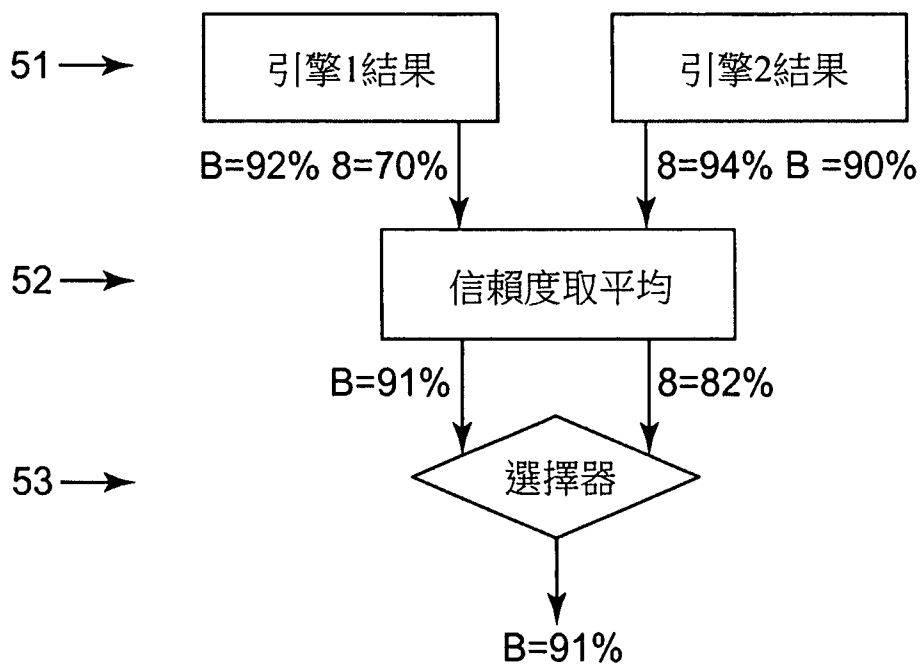 51
引擎1結果
引擎2結果
B=92% 8=70%
8=94% B =90%
52
信賴度取平均
B=91%
8=82%
53
選擇器
B=91%